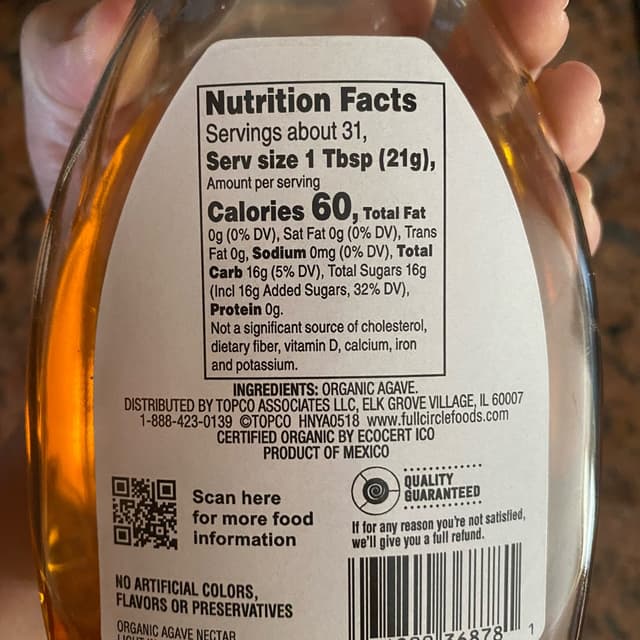 Nutrition Facts
Servings about 31,
Serv size 1 Tbsp (21g),
Amount per serving
Calories 60, Total Fat
0g (0% DV), Sat Fat 0g (0% DV), Trans
Fat 0g, Sodium 0mg (0% DV), Total
Carb 16g (5% DV), Total Sugars 16g
(Incl 16g Added Sugars, 32% DV),
Protein 0g.
Not a significant source of cholesterol,
dietary fiber, vitamin D, calcium, iron
and potassium.
INGREDIENTS: ORGANIC AGAVE.
DISTRIBUTED BY TOPCO ASSOCIATES LLC, ELK GROVE VILLAGE, IL 60007
1-888-423-0139 ©TOPCO HNYA0518 www.fullcirclefoods.com
CERTIFIED ORGANIC BY ECOCERT ICO
PRODUCT OF MEXICO
Scan here
for more food
information
QUALITY
GUARANTEED
If for any reason you're not satisfied,
we'll give you a full refund.
NO ARTIFICIAL COLORS,
FLAVORS OR PRESERVATIVES
ORGANIC AGAVE NECTAR
36878 1